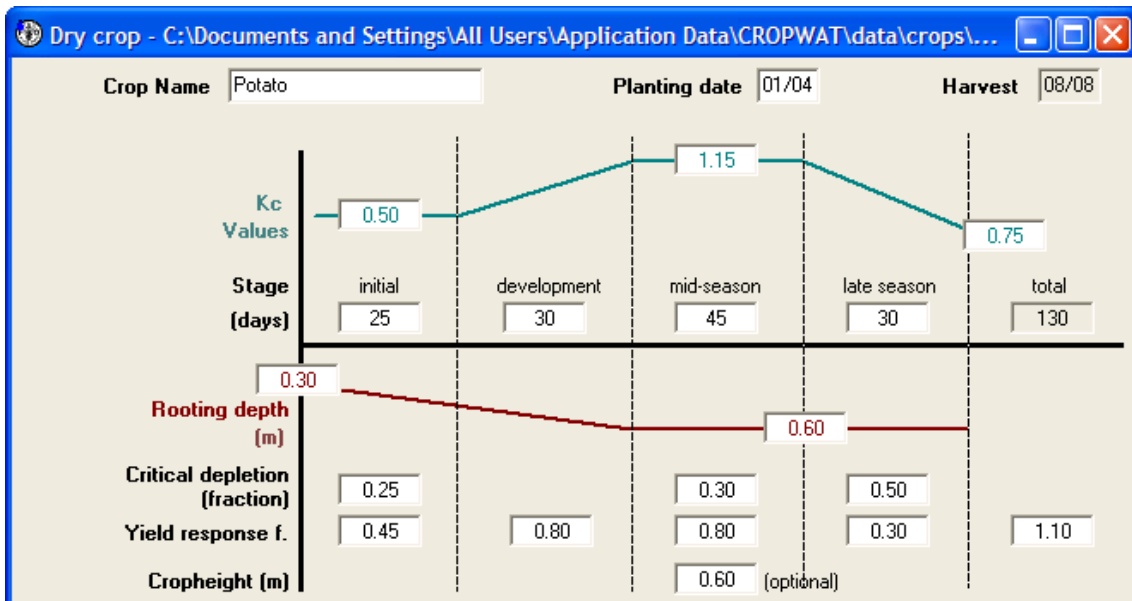 Dry crop - C:\Documents and Settings\All Users\Application Data\CROPWAT\data\crops\...
Crop Name Potato Planting date 01/04 Harvest 08/08
1.15
Kc
Values
0.50
0.75
Stage initial development mid-season late season total
(days) 25 30 45 30 130
0.30
Rooting depth
(m)
0.60
Critical depletion
(fraction)
0.25 0.30 0.50
Yield response f. 0.45 0.80 0.80 0.30 1.10
Cropheight (m) 0.60 (optional)